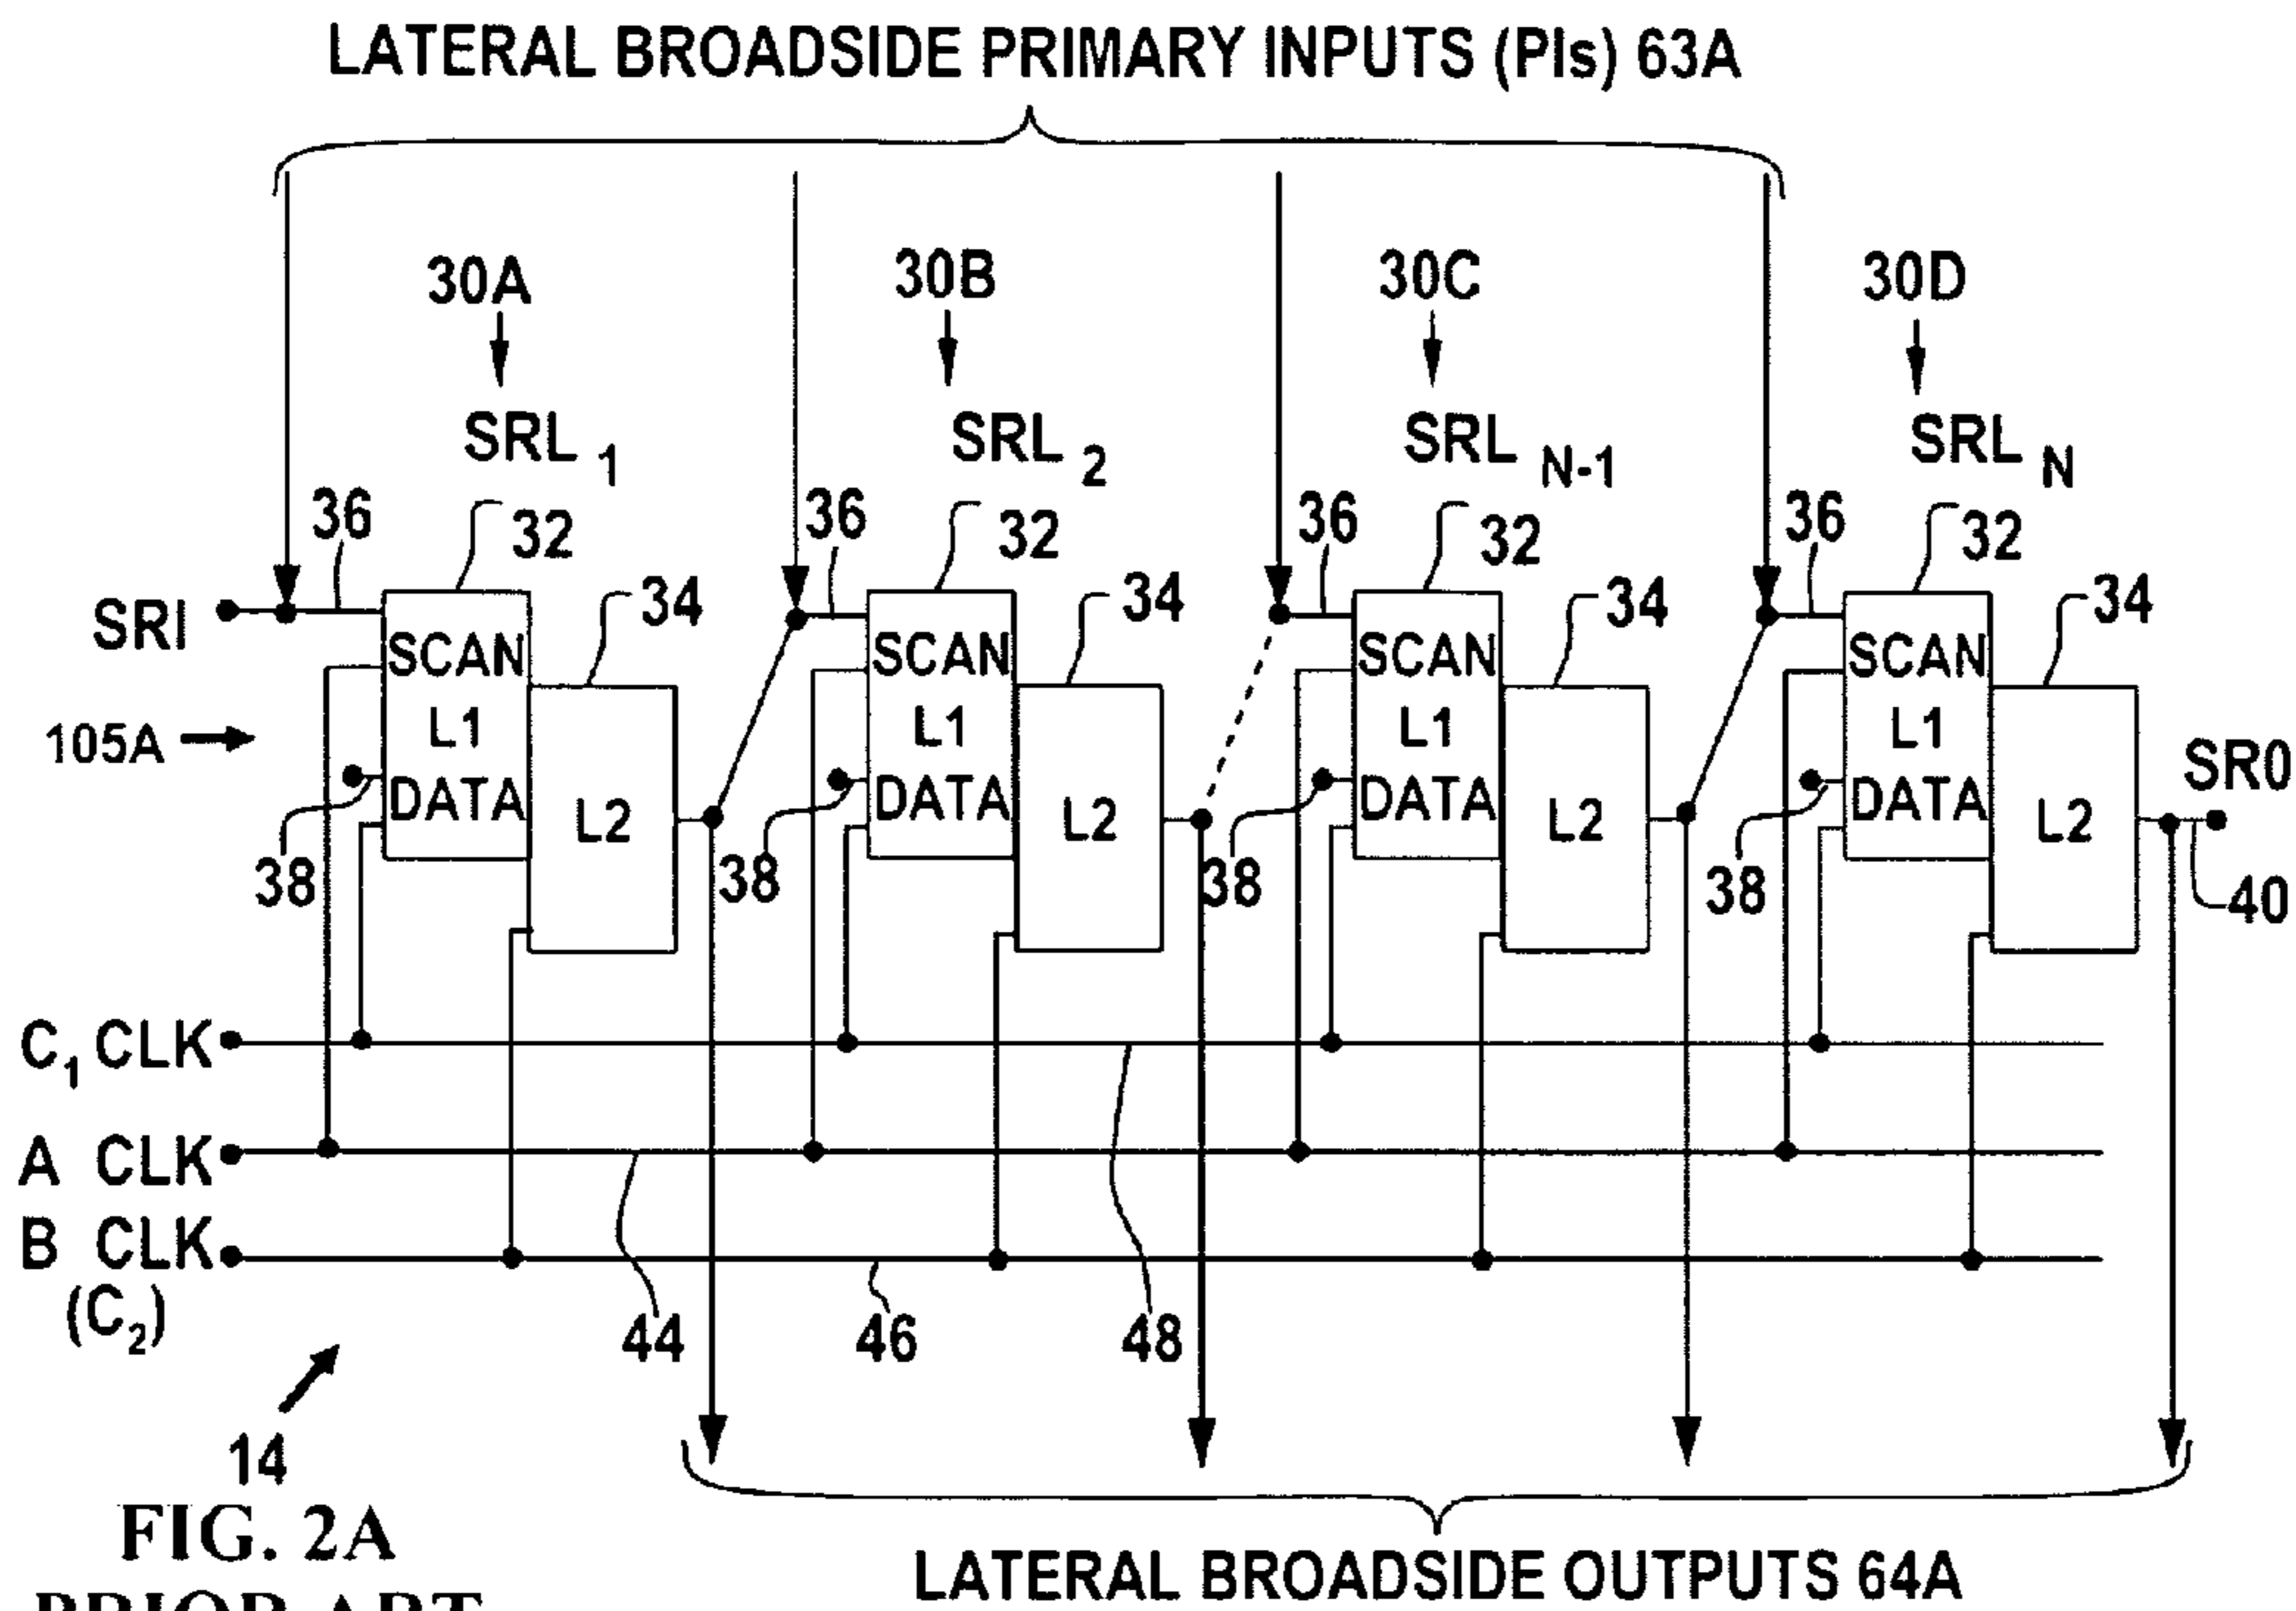 LATERAL BROADSIDE PRIMARY INPUTS (PIs) 63A
30A 30B 30C 30D
SRL 1 SRL 2 SRL N-1 SRL N
36 32 36 32 36 32 36 32
34 34 34 34
SRI
SCAN SCAN SCAN SCAN
105A
L1 L1 L1 L1
SR0
DATA DATA DATA DATA
L2 L2 L2 L2
38 38 38 38
40
C1 CLK
A CLK
B CLK
(C2)
44 46 48
14
FIG. 2A
PRIOR ART
LATERAL BROADSIDE OUTPUTS 64A